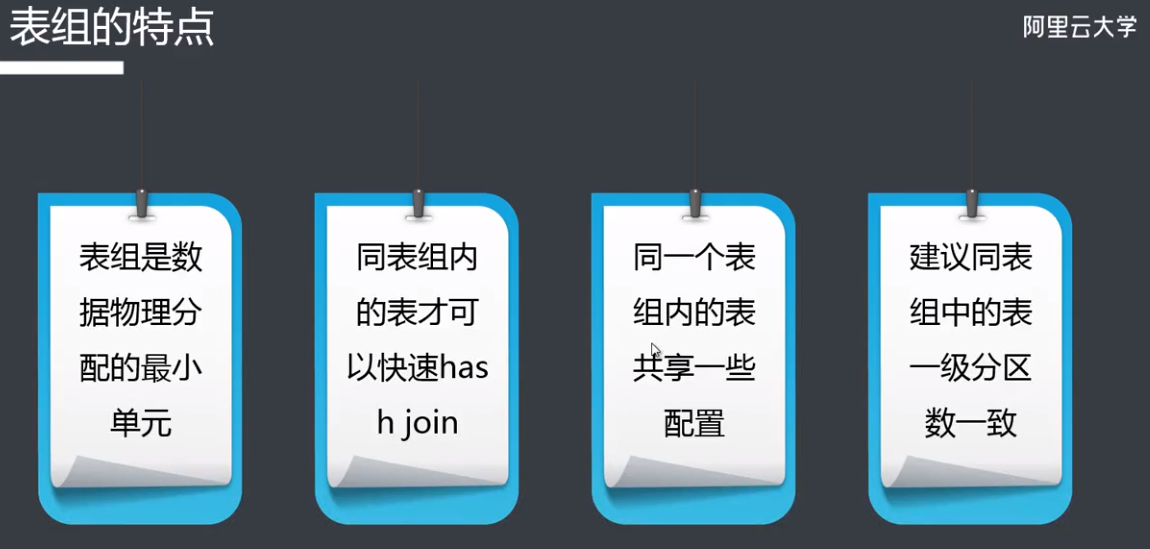 表组的特点
阿里云大学
表组是数
据物理分
配的最小
单元
同表组内
的表才可
以快速has
h join
同一个表
组内的表
共享一些
配置
建议同表
组中的表
一级分区
数一致